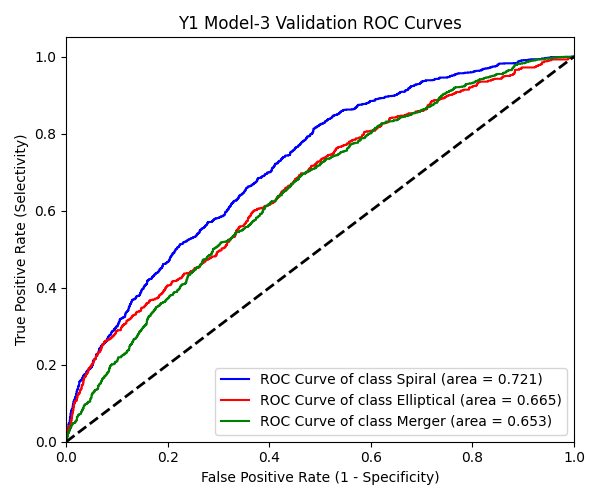 Y1 Model-3 Validation ROC Curves
True Positive Rate (Selectivity)
1.0
0.8
0.6
0.4
0.2
0.0
ROC Curve of class Spiral (area = 0.721)
ROC Curve of class Elliptical (area = 0.665)
ROC Curve of class Merger (area = 0.653)
0.0 0.2 0.4 0.6 0.8 1.0
False Positive Rate (1 - Specificity)